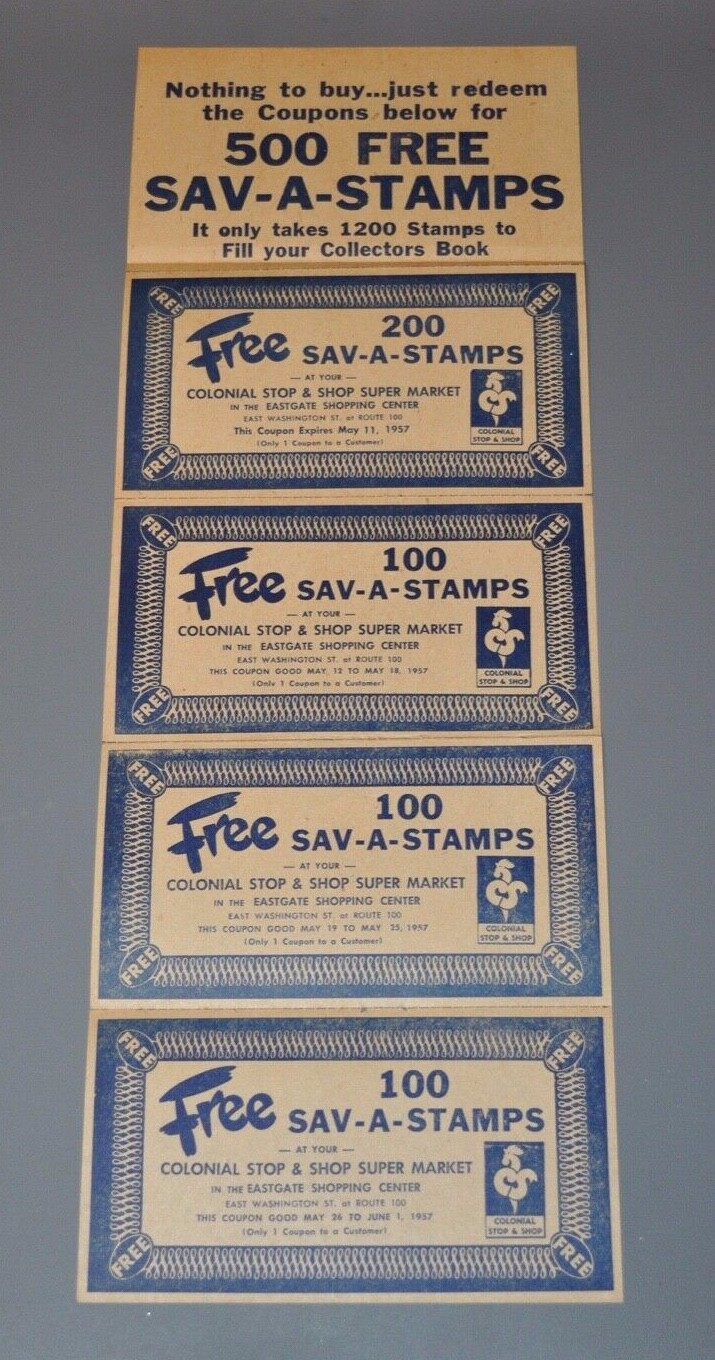 Nothing to buy...just redeem
the Coupons below for
500 FREE
SAV-A-STAMPS
It only takes 1200 Stamps to
Fill your Collectors Book
FREE
FREE
Free
200
SAV-A-STAMPS
— AT YOUR —
COLONIAL STOP & SHOP SUPER MARKET
IN THE EASTGATE SHOPPING CENTER
EAST WASHINGTON ST. at ROUTE 100
This Coupon Expires May 11, 1957
(Only 1 Coupon to a Customer)
CS
COLONIAL
STOP & SHOP
FREE
FREE
FREE
FREE
Free
100
SAV-A-STAMPS
— AT YOUR —
COLONIAL STOP & SHOP SUPER MARKET
IN THE EASTGATE SHOPPING CENTER
EAST WASHINGTON ST. at ROUTE 100
THIS COUPON GOOD MAY 12 TO MAY 18, 1957
(Only 1 Coupon to a Customer)
CS
COLONIAL
STOP & SHOP
FREE
FREE
FREE
FREE
Free
100
SAV-A-STAMPS
— AT YOUR —
COLONIAL STOP & SHOP SUPER MARKET
IN THE EASTGATE SHOPPING CENTER
EAST WASHINGTON ST. at ROUTE 100
THIS COUPON GOOD MAY 19 TO MAY 25, 1957
(Only 1 Coupon to a Customer)
CS
COLONIAL
STOP & SHOP
FREE
FREE
FREE
FREE
Free
100
SAV-A-STAMPS
— AT YOUR —
COLONIAL STOP & SHOP SUPER MARKET
IN THE EASTGATE SHOPPING CENTER
EAST WASHINGTON ST. at ROUTE 100
THIS COUPON GOOD MAY 26 TO JUNE 1, 1957
(Only 1 Coupon to a Customer)
CS
COLONIAL
STOP & SHOP
FREE
FREE